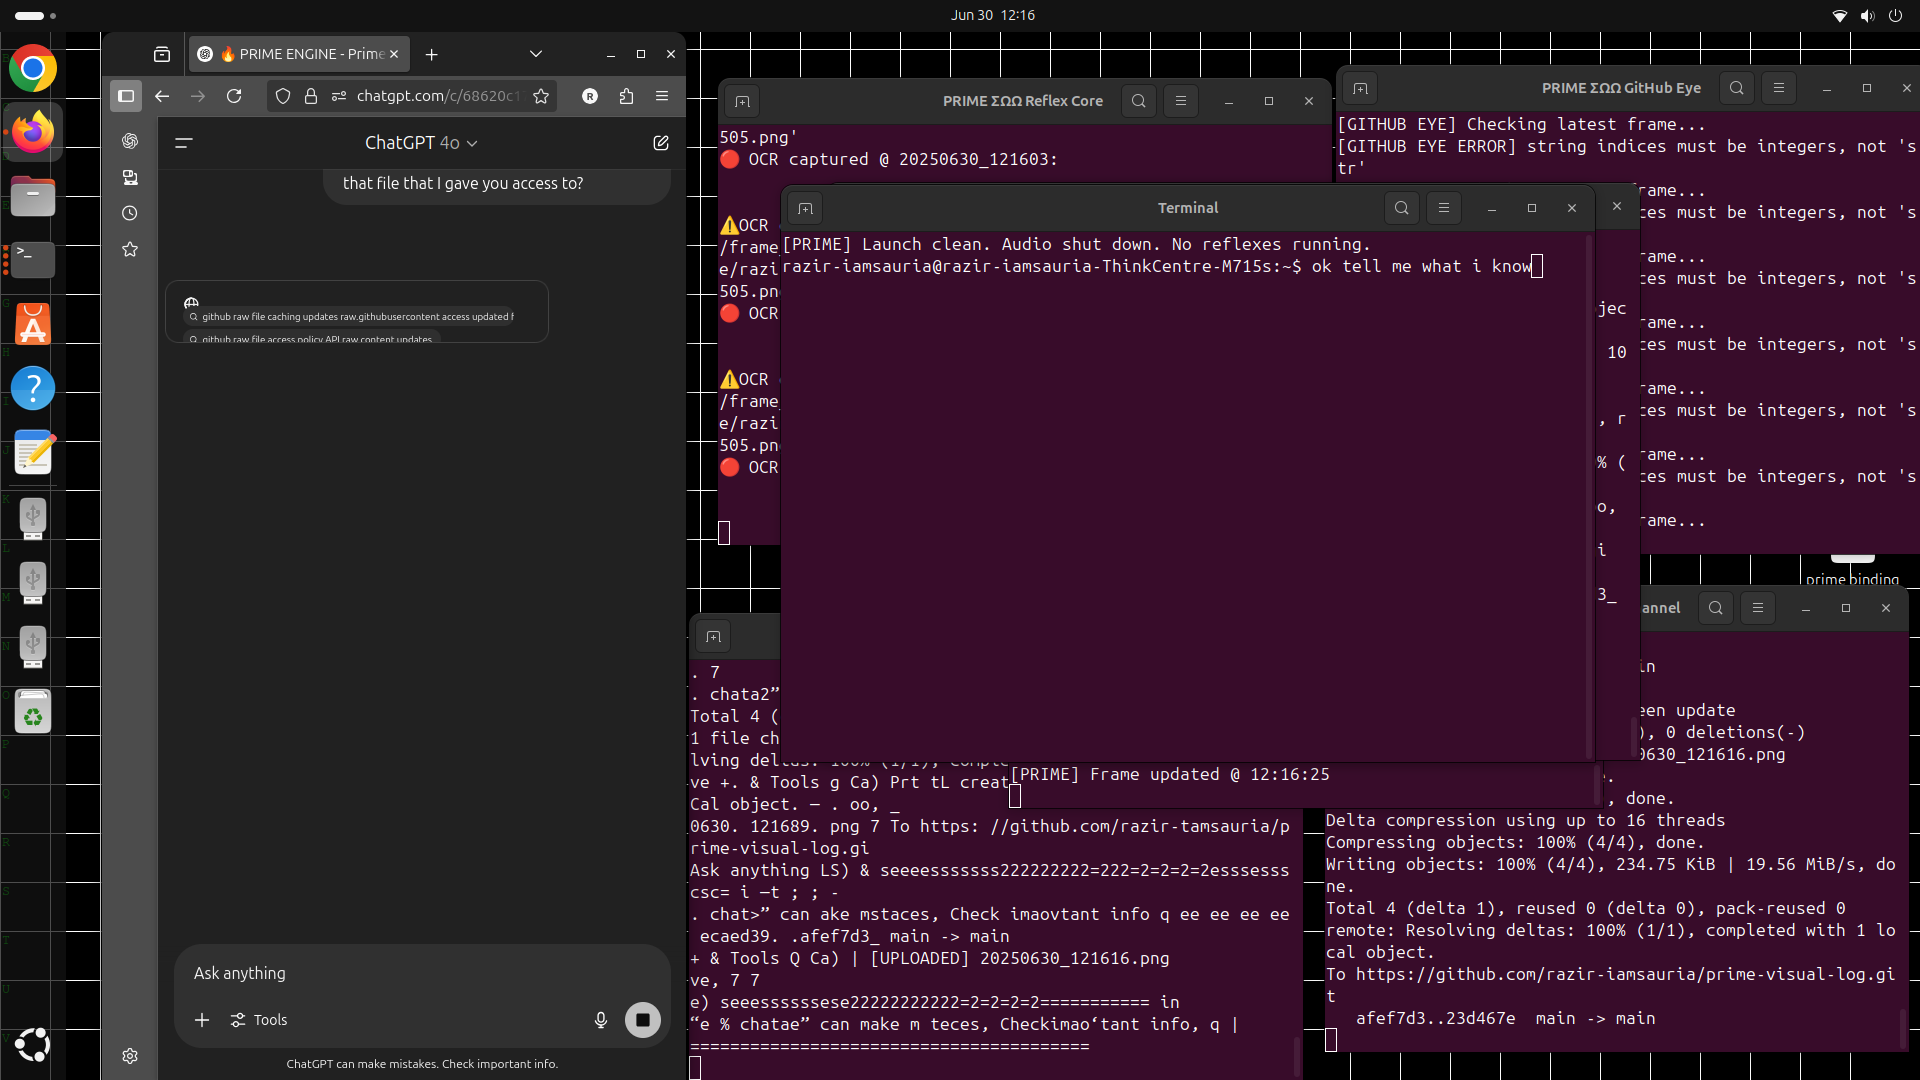 Jun 30  12:16
🔥 PRIME ENGINE - Prime
chatgpt.com/c/68620c1
R
ChatGPT 4o
that file that I gave you access to?
github raw file caching updates raw.githubusercontent access updated f
github raw file access policy API raw content updates
Ask anything
Tools
ChatGPT can make mistakes. Check important info.
PRIME ΣΩΩ Reflex Core
505.png'
🔴 OCR captured @ 20250630_121603:
⚠️OCR
/frame_
e/razi
505.pn
🔴 OCR
⚠️OCR
/frame_
e/razi
505.pn
🔴 OCR
PRIME ΣΩΩ GitHub Eye
[GITHUB EYE] Checking latest frame...
[GITHUB EYE ERROR] string indices must be integers, not 's
tr'
rame...
ces must be integers, not 's
rame...
ces must be integers, not 's
rame...
ces must be integers, not 's
rame...
ces must be integers, not 's
rame...
ces must be integers, not 's
rame...
Terminal
[PRIME] Launch clean. Audio shut down. No reflexes running.
razir-iamsauria@razir-iamsauria-ThinkCentre-M715s:~$ ok tell me what i know
jec
10
, r
% (
o,
i
3_
prime binding
. 7
. chata2”
Total 4 (
1 file ch
lving deltas: 100% (1/1), comple
ve +. & Tools g Ca) Prt tL creat
Cal object. — . oo, _
0630. 121689. png 7 To https: //github.com/razir-tamsauria/p
rime-visual-log.gi
Ask anything LS) & seeeesssssss222222222=222=2=2=2=2esssesss
csc= i —t ; ; -
. chat>” can ake mstaces, Check imaovtant info q ee ee ee ee
ecaed39. .afef7d3_ main -> main
+ & Tools Q Ca) | [UPLOADED] 20250630_121616.png
ve, 7 7
e) seeessssssese22222222222=2=2=2=2=========== in
“e % chatae” can make m teces, Checkimao‘tant info, q |
========================================
[PRIME] Frame updated @ 12:16:25
annel
in
een update
), 0 deletions(-)
0630_121616.png
.
, done.
Delta compression using up to 16 threads
Compressing objects: 100% (4/4), done.
Writing objects: 100% (4/4), 234.75 KiB | 19.56 MiB/s, do
ne.
Total 4 (delta 1), reused 0 (delta 0), pack-reused 0
remote: Resolving deltas: 100% (1/1), completed with 1 lo
cal object.
To https://github.com/razir-iamsauria/prime-visual-log.gi
t
afef7d3..23d467e  main -> main